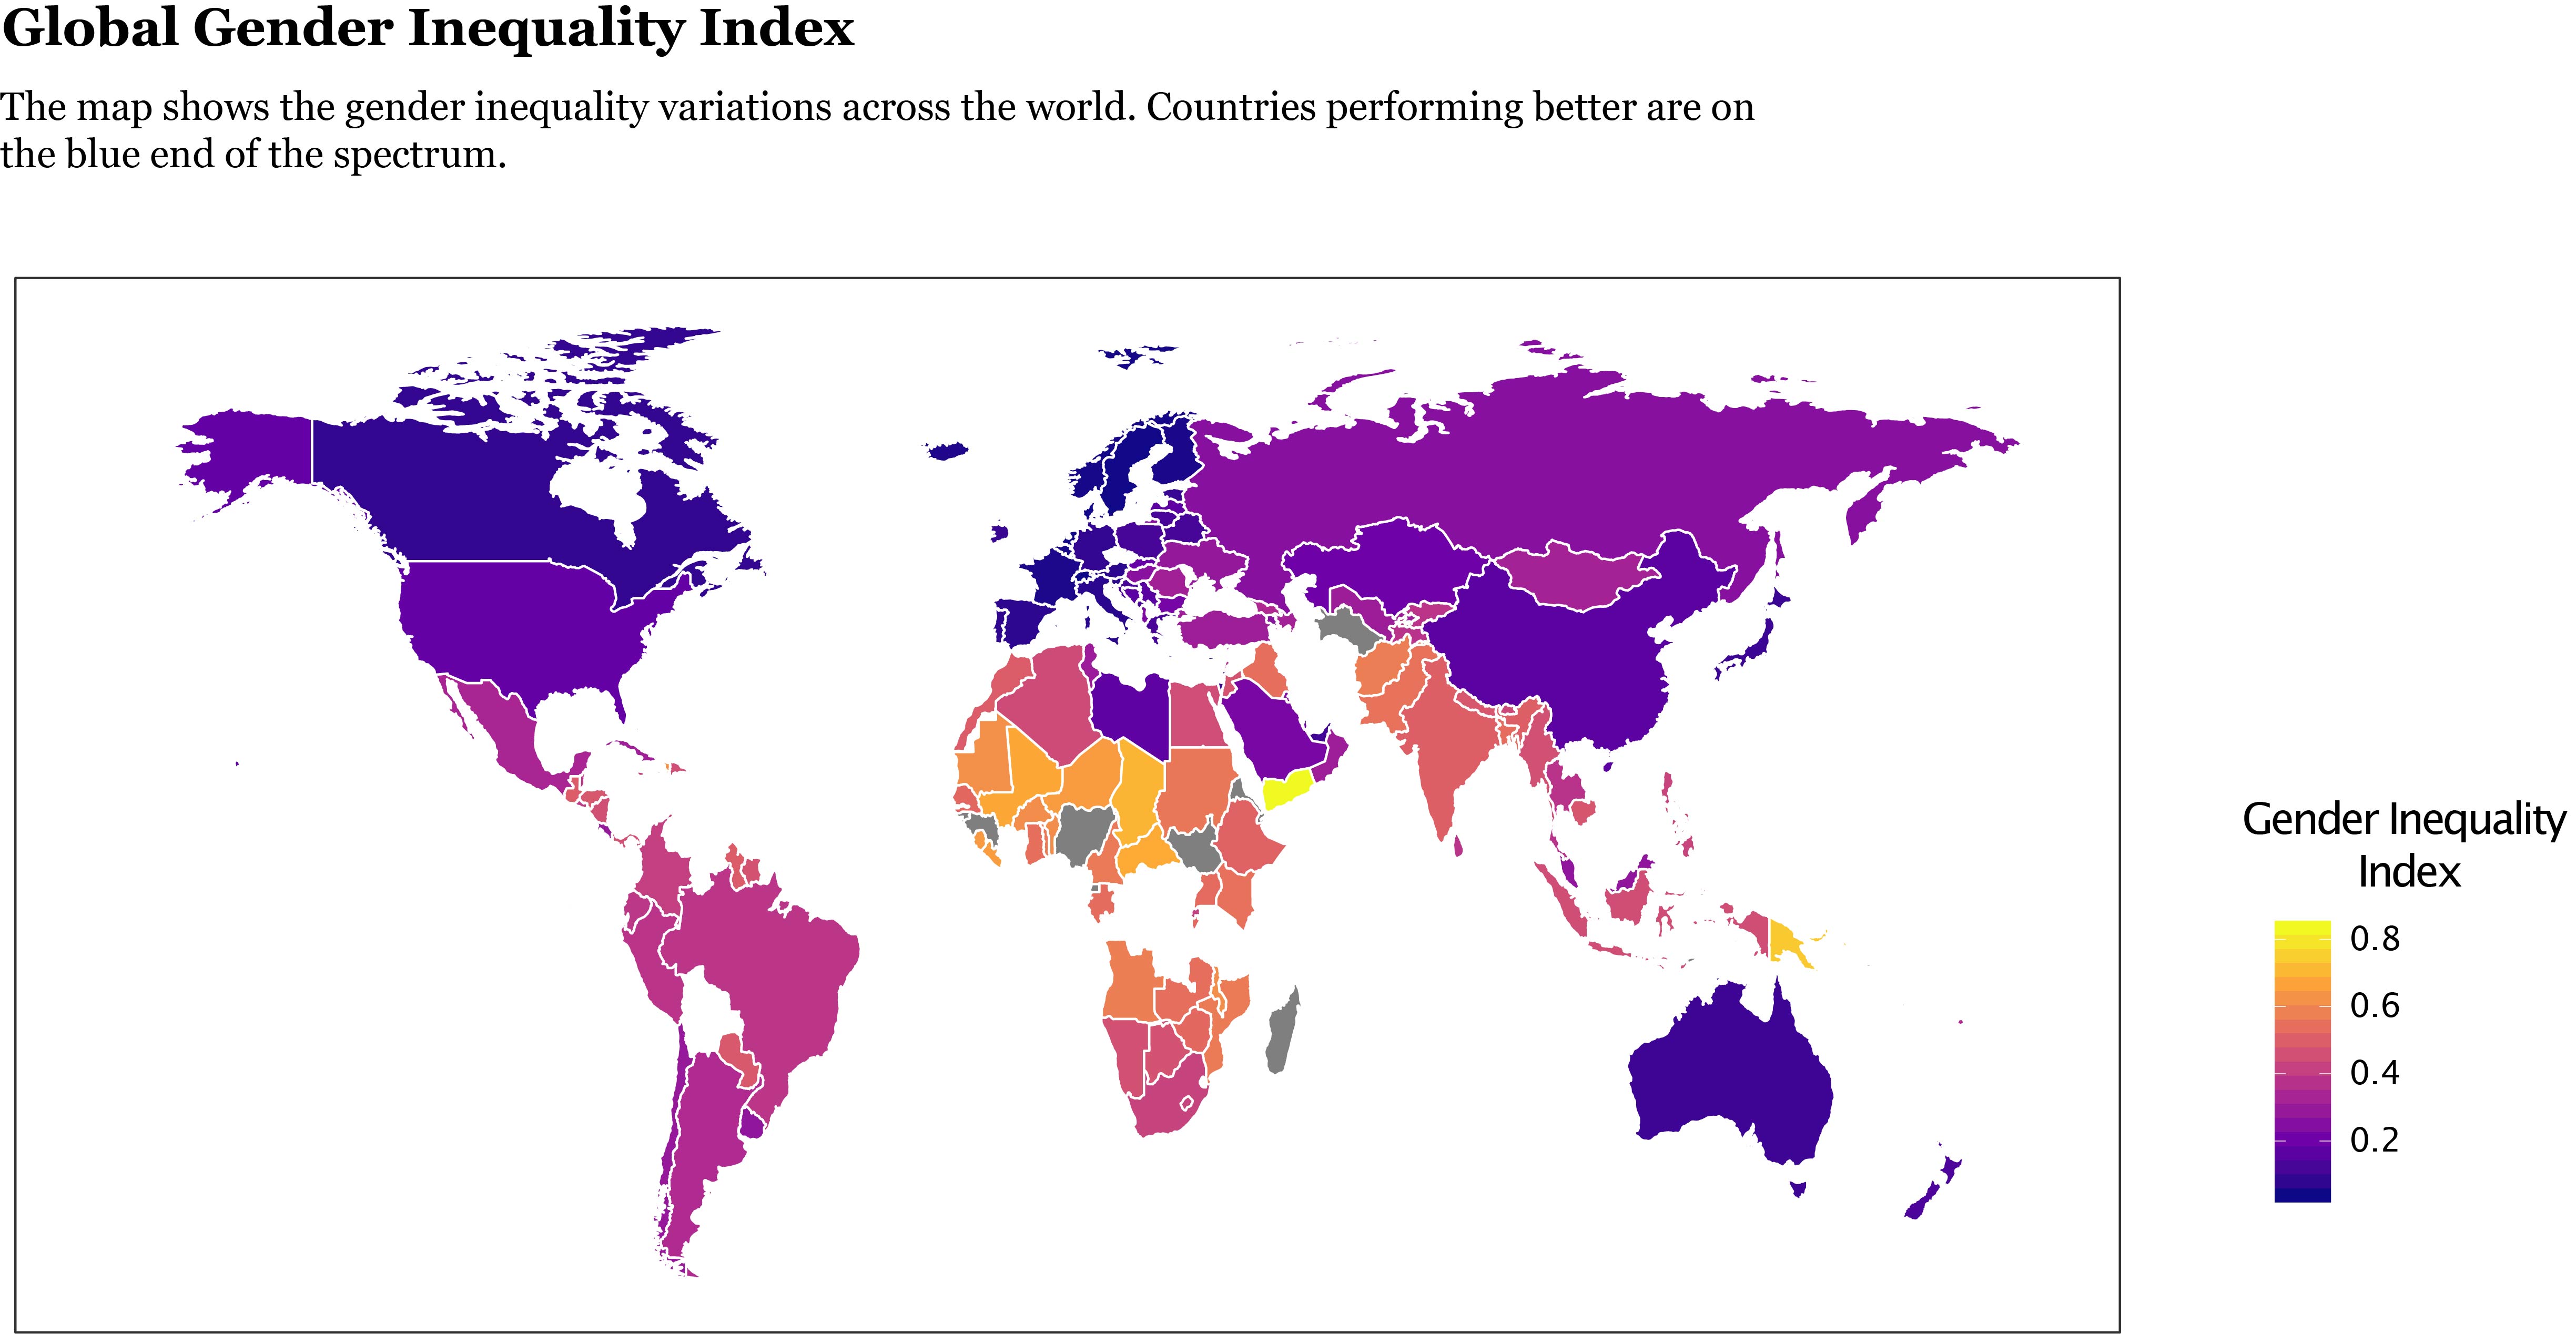 Global Gender Inequality Index
The map shows the gender inequality variations across the world. Countries performing better are on
the blue end of the spectrum.
Gender Inequality
Index
0.8
0.6
0.4
0.2